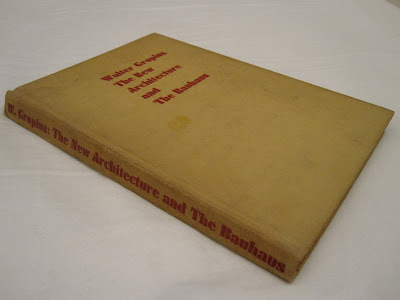 Walter Gropius
The New
Architecture
and
The Bauhaus
W. Gropius: The New Architecture and The Bauhaus